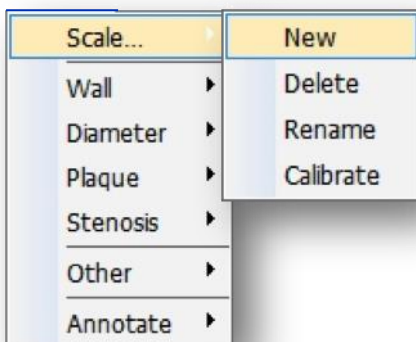 Scale...
Wall
Diameter
Plaque
Stenosis
Other
Annotate
New
Delete
Rename
Calibrate